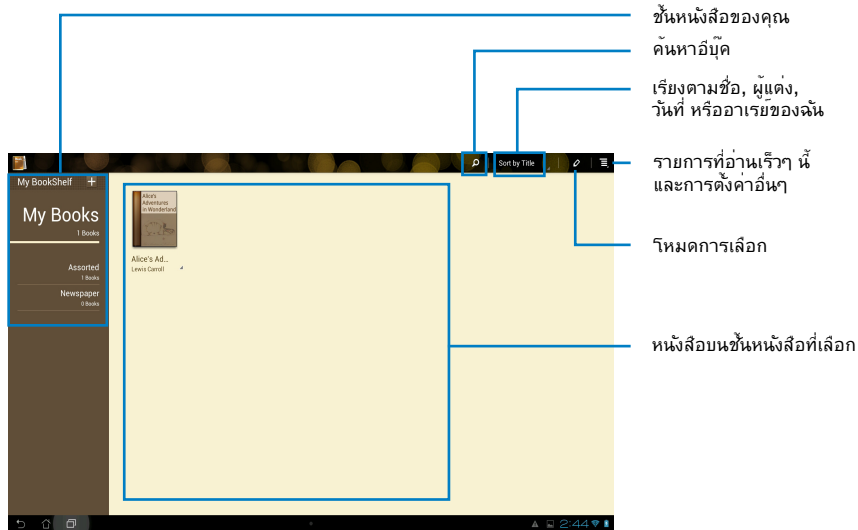 ชั้นหนังสือของคุณ
ค้นหาอีบุ๊ค
เรียงตามชื่อ, ผู้แต่ง,
วันที่ หรืออาเรย์ของฉัน
รายการที่อ่านเร็วๆ นี้
และการตั้งค่าอื่นๆ
โหมดการเลือก
หนังสือบนชั้นหนังสือที่เลือก
Sort by Title
My BookShelf
My Books
1 Books
Assorted
1 Books
Newspaper
0 Books
Alice's
Adventures
in Wonderland
Alice's Ad...
Lewis Carroll
2:44